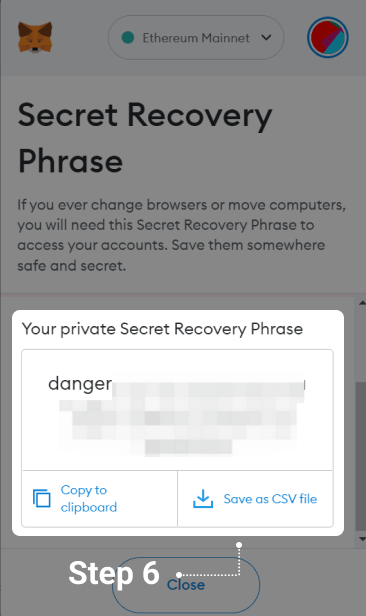 Ethereum Mainnet
Secret Recovery
Phrase
If you ever change browsers or move computers,
you will need this Secret Recovery Phrase to
access your accounts. Save them somewhere
safe and secret.
Your private Secret Recovery Phrase
danger
Copy to
clipboard
Save as CSV file
Step 6
Close